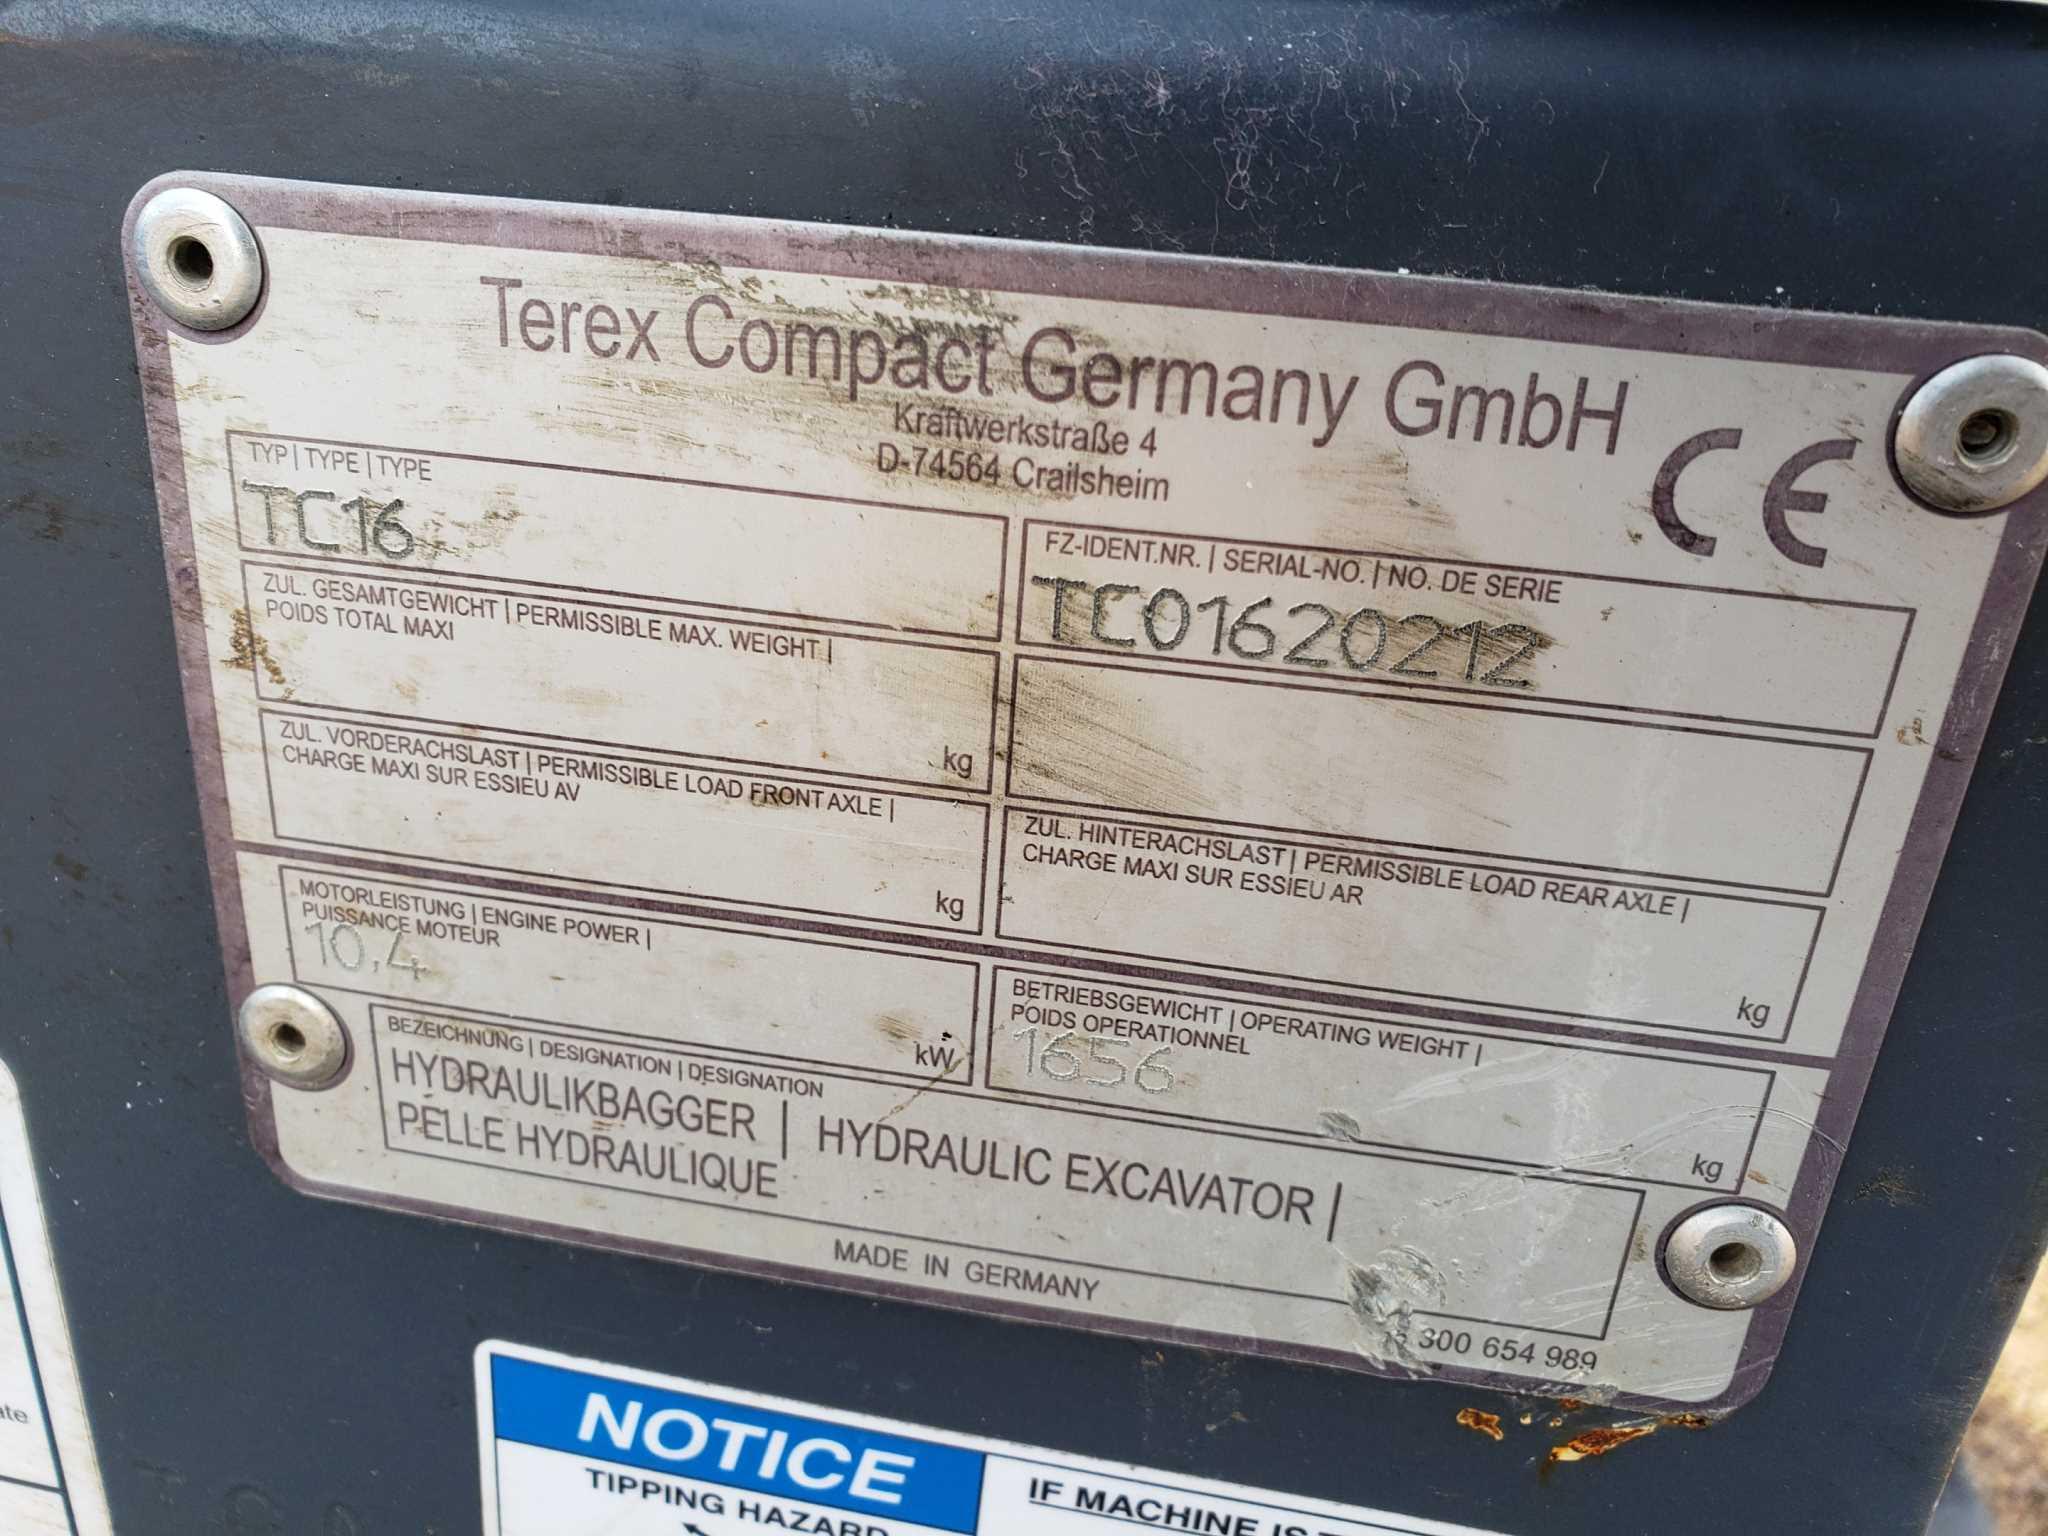 Terex Compact Germany GmbH
Kraftwerkstraße 4
D-74564 Crailsheim
CE
TYP | TYPE | TYPE
TC16
FZ-IDENT.NR. | SERIAL-NO. | NO. DE SERIE
TC01620212
ZUL. GESAMTGEWICHT | PERMISSIBLE MAX. WEIGHT |
POIDS TOTAL MAXI
kg
ZUL. VORDERACHSLAST | PERMISSIBLE LOAD FRONT AXLE |
CHARGE MAXI SUR ESSIEU AV
kg
ZUL. HINTERACHSLAST | PERMISSIBLE LOAD REAR AXLE |
CHARGE MAXI SUR ESSIEU AR
kg
MOTORLEISTUNG | ENGINE POWER |
PUISSANCE MOTEUR
10,4
kW
BETRIEBSGEWICHT | OPERATING WEIGHT |
POIDS OPERATIONNEL
1656
kg
BEZEICHNUNG | DESIGNATION | DESIGNATION
HYDRAULIKBAGGER | HYDRAULIC EXCAVATOR |
PELLE HYDRAULIQUE
MADE IN GERMANY
300 654 989
NOTICE
TIPPING HAZARD
IF MACHINE IS